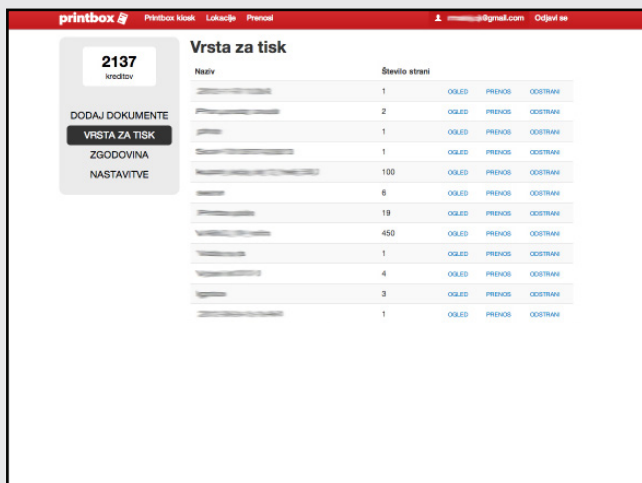 printbox Printbox kiosk Lokacije Prenosi @gmail.com Odjavi se
2137
kreditov
DODAJ DOKUMENTE
VRSTA ZA TISK
ZGODOVINA
NASTAVITVE
Vrsta za tisk
Naziv Število strani
1 OGLED PRENOS ODSTRANI
2 OGLED PRENOS ODSTRANI
1 OGLED PRENOS ODSTRANI
1 OGLED PRENOS ODSTRANI
100 OGLED PRENOS ODSTRANI
6 OGLED PRENOS ODSTRANI
19 OGLED PRENOS ODSTRANI
450 OGLED PRENOS ODSTRANI
1 OGLED PRENOS ODSTRANI
4 OGLED PRENOS ODSTRANI
3 OGLED PRENOS ODSTRANI
1 OGLED PRENOS ODSTRANI